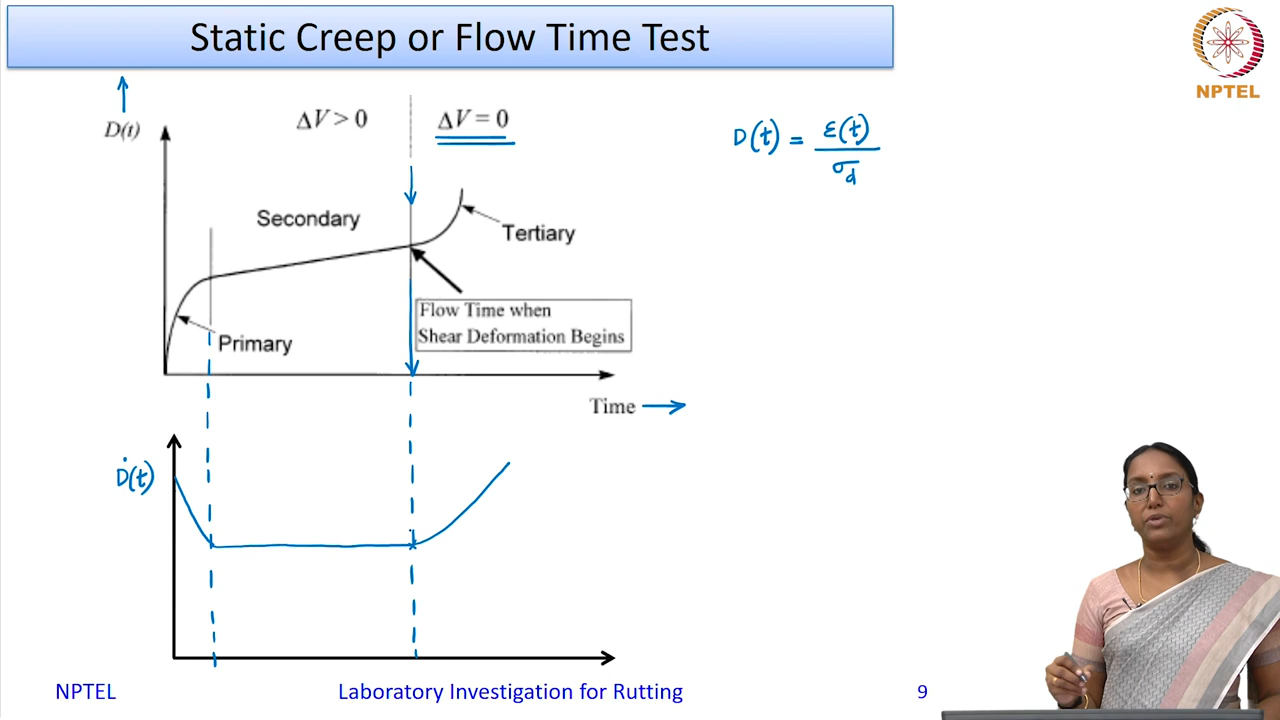 Static Creep or Flow Time Test
NPTEL
D(t)
ΔV > 0
ΔV = 0
D(t) = ε(t) / σd
Secondary
Tertiary
Flow Time when
Shear Deformation Begins
Primary
Time
Ḋ(t)
NPTEL
Laboratory Investigation for Rutting
9